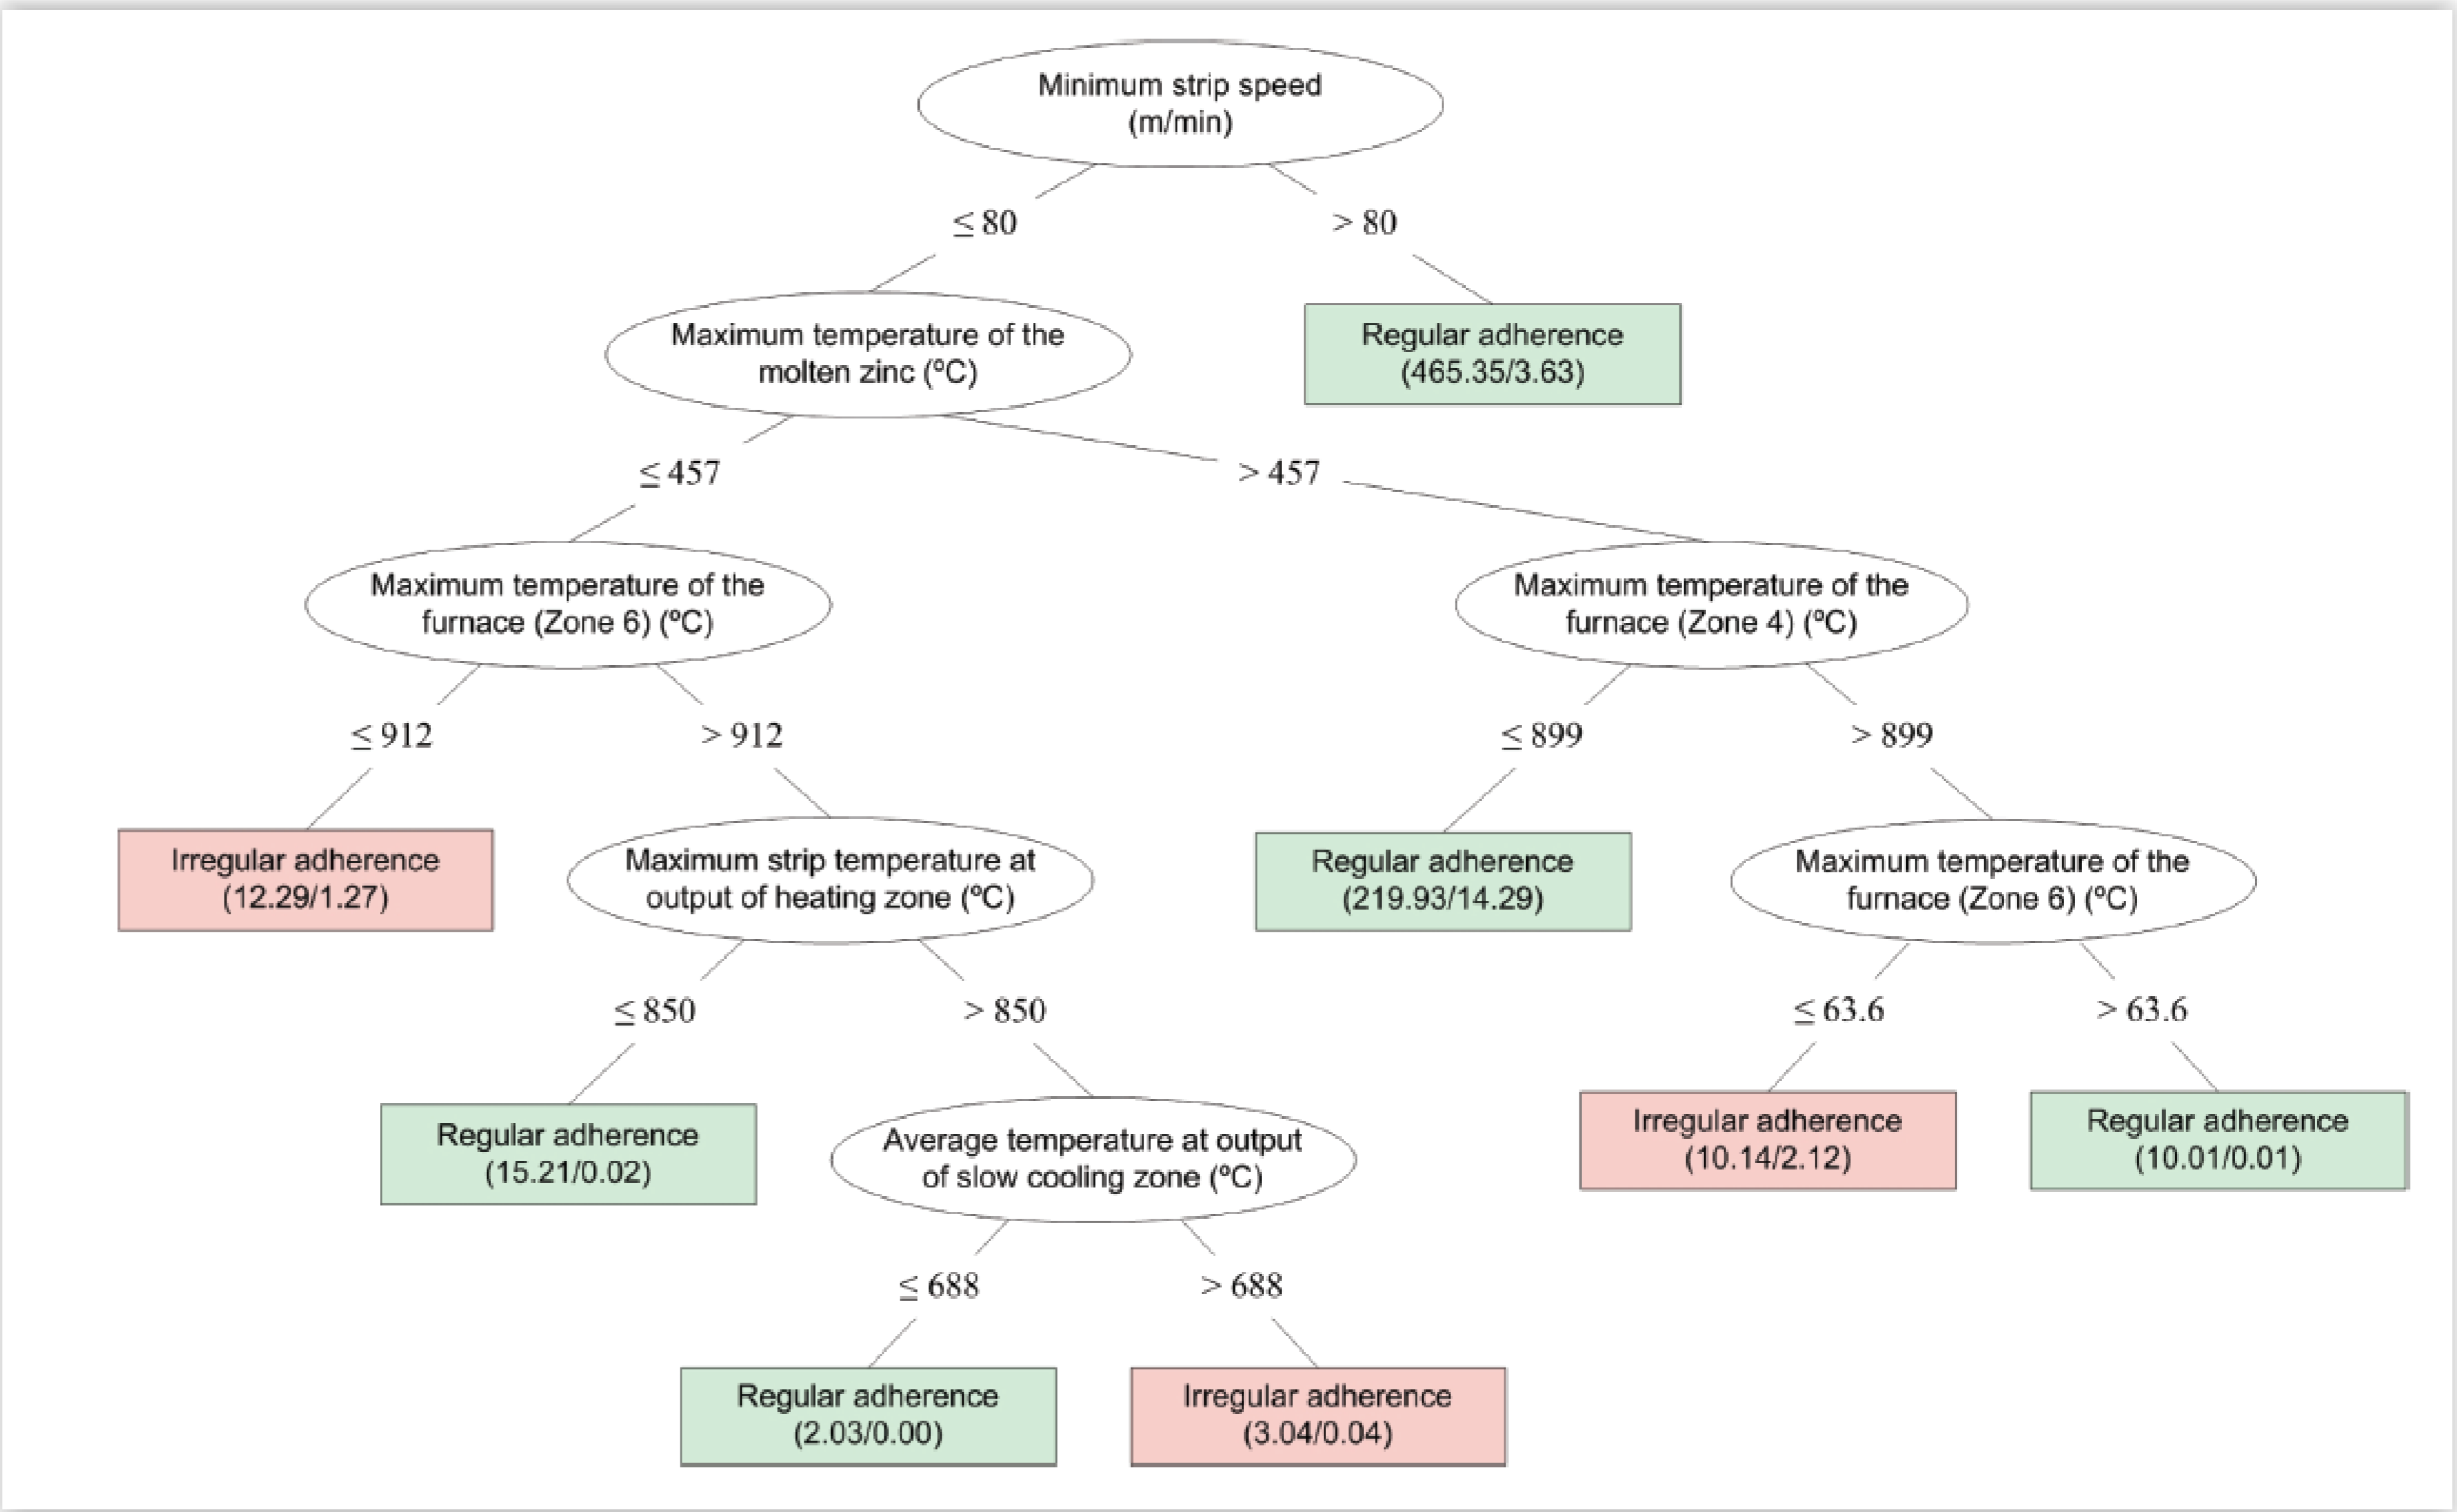 Minimum strip speed
(m/min)
≤ 80
> 80
Maximum temperature of the
molten zinc (ºC)
Regular adherence
(465.35/3.63)
≤ 457
> 457
Maximum temperature of the
furnace (Zone 6) (ºC)
Maximum temperature of the
furnace (Zone 4) (ºC)
≤ 912
> 912
≤ 899
> 899
Irregular adherence
(12.29/1.27)
Maximum strip temperature at
output of heating zone (ºC)
Regular adherence
(219.93/14.29)
Maximum temperature of the
furnace (Zone 6) (ºC)
≤ 850
> 850
≤ 63.6
> 63.6
Regular adherence
(15.21/0.02)
Average temperature at output
of slow cooling zone (ºC)
Irregular adherence
(10.14/2.12)
Regular adherence
(10.01/0.01)
≤ 688
> 688
Regular adherence
(2.03/0.00)
Irregular adherence
(3.04/0.04)